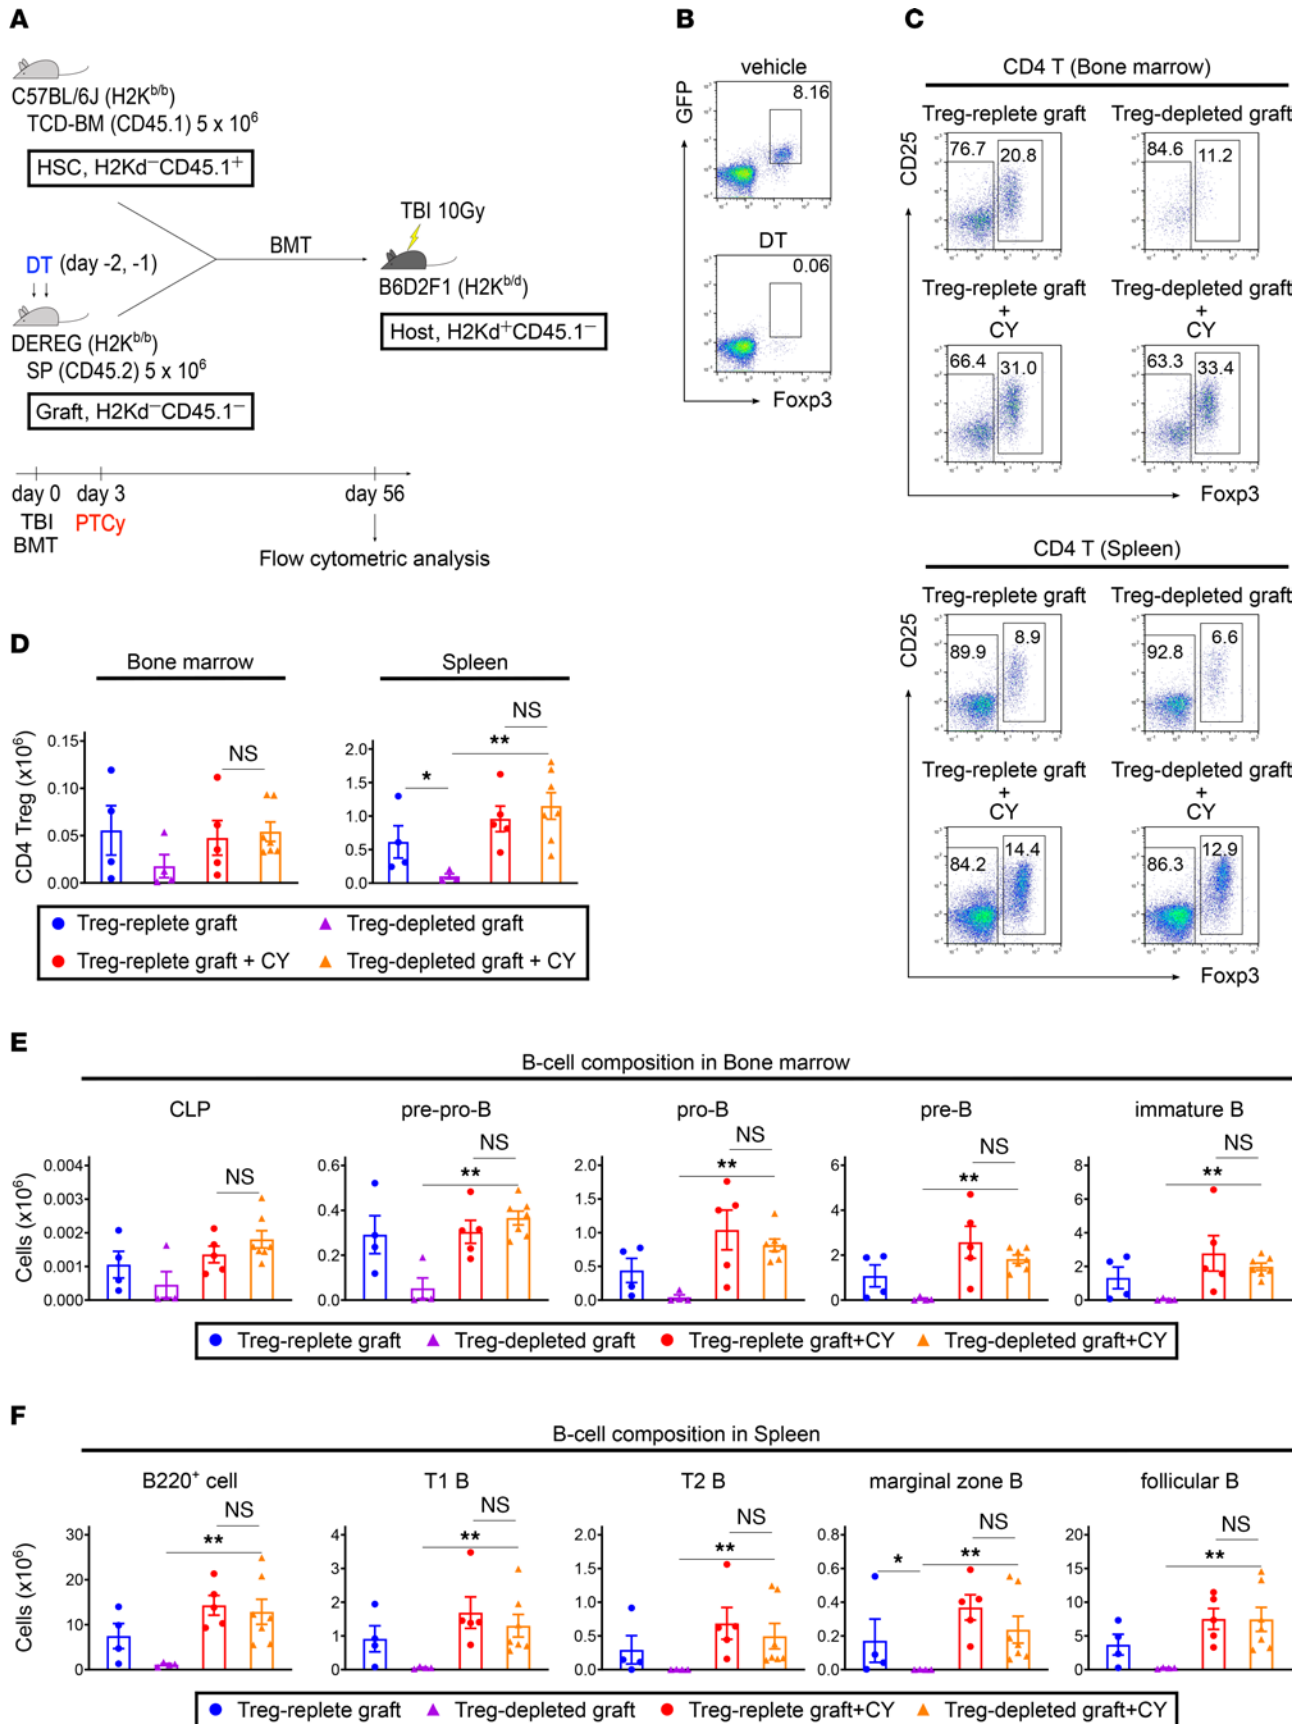 A
C57BL/6J (H2K^b/b)
TCD-BM (CD45.1) 5 x 10^6
HSC, H2Kd⁻CD45.1⁺
DT (day -2, -1)
DEREG (H2K^b/b)
SP (CD45.2) 5 x 10^6
Graft, H2Kd⁻CD45.1⁻
BMT
TBI 10Gy
B6D2F1 (H2K^b/d)
Host, H2Kd⁺CD45.1⁻
day 0 day 3 day 56
TBI PTCy
BMT
Flow cytometric analysis
B
vehicle
GFP
8.16
DT
0.06
Foxp3
C
CD4 T (Bone marrow)
Treg-replete graft Treg-depleted graft
CD25
76.7 20.8 84.6 11.2
Treg-replete graft Treg-depleted graft
+ +
CY CY
66.4 31.0 63.3 33.4
Foxp3
CD4 T (Spleen)
Treg-replete graft Treg-depleted graft
CD25
89.9 8.9 92.8 6.6
Treg-replete graft Treg-depleted graft
+ +
CY CY
84.2 14.4 86.3 12.9
Foxp3
D
Bone marrow Spleen
CD4 Treg (x10^6)
0.15
0.10
0.05
0.00
NS
2.0
1.5
1.0
0.5
0.0
NS
**
*
Treg-replete graft Treg-depleted graft
Treg-replete graft + CY Treg-depleted graft + CY
E
B-cell composition in Bone marrow
CLP pre-pro-B pro-B pre-B immature B
Cells (x10^6)
0.004
0.003
0.002
0.001
0.000
NS
0.6
0.4
0.2
0.0
NS
**
2.0
1.5
1.0
0.5
0.0
NS
**
6
4
2
0
NS
**
8
6
4
2
0
NS
**
Treg-replete graft Treg-depleted graft Treg-replete graft+CY Treg-depleted graft+CY
F
B-cell composition in Spleen
B220⁺ cell T1 B T2 B marginal zone B follicular B
Cells (x10^6)
30
20
10
0
NS
**
4
3
2
1
0
NS
**
2.0
1.5
1.0
0.5
0.0
NS
**
0.8
0.6
0.4
0.2
0.0
NS
*
**
20
15
10
5
0
NS
**
Treg-replete graft Treg-depleted graft Treg-replete graft+CY Treg-depleted graft+CY